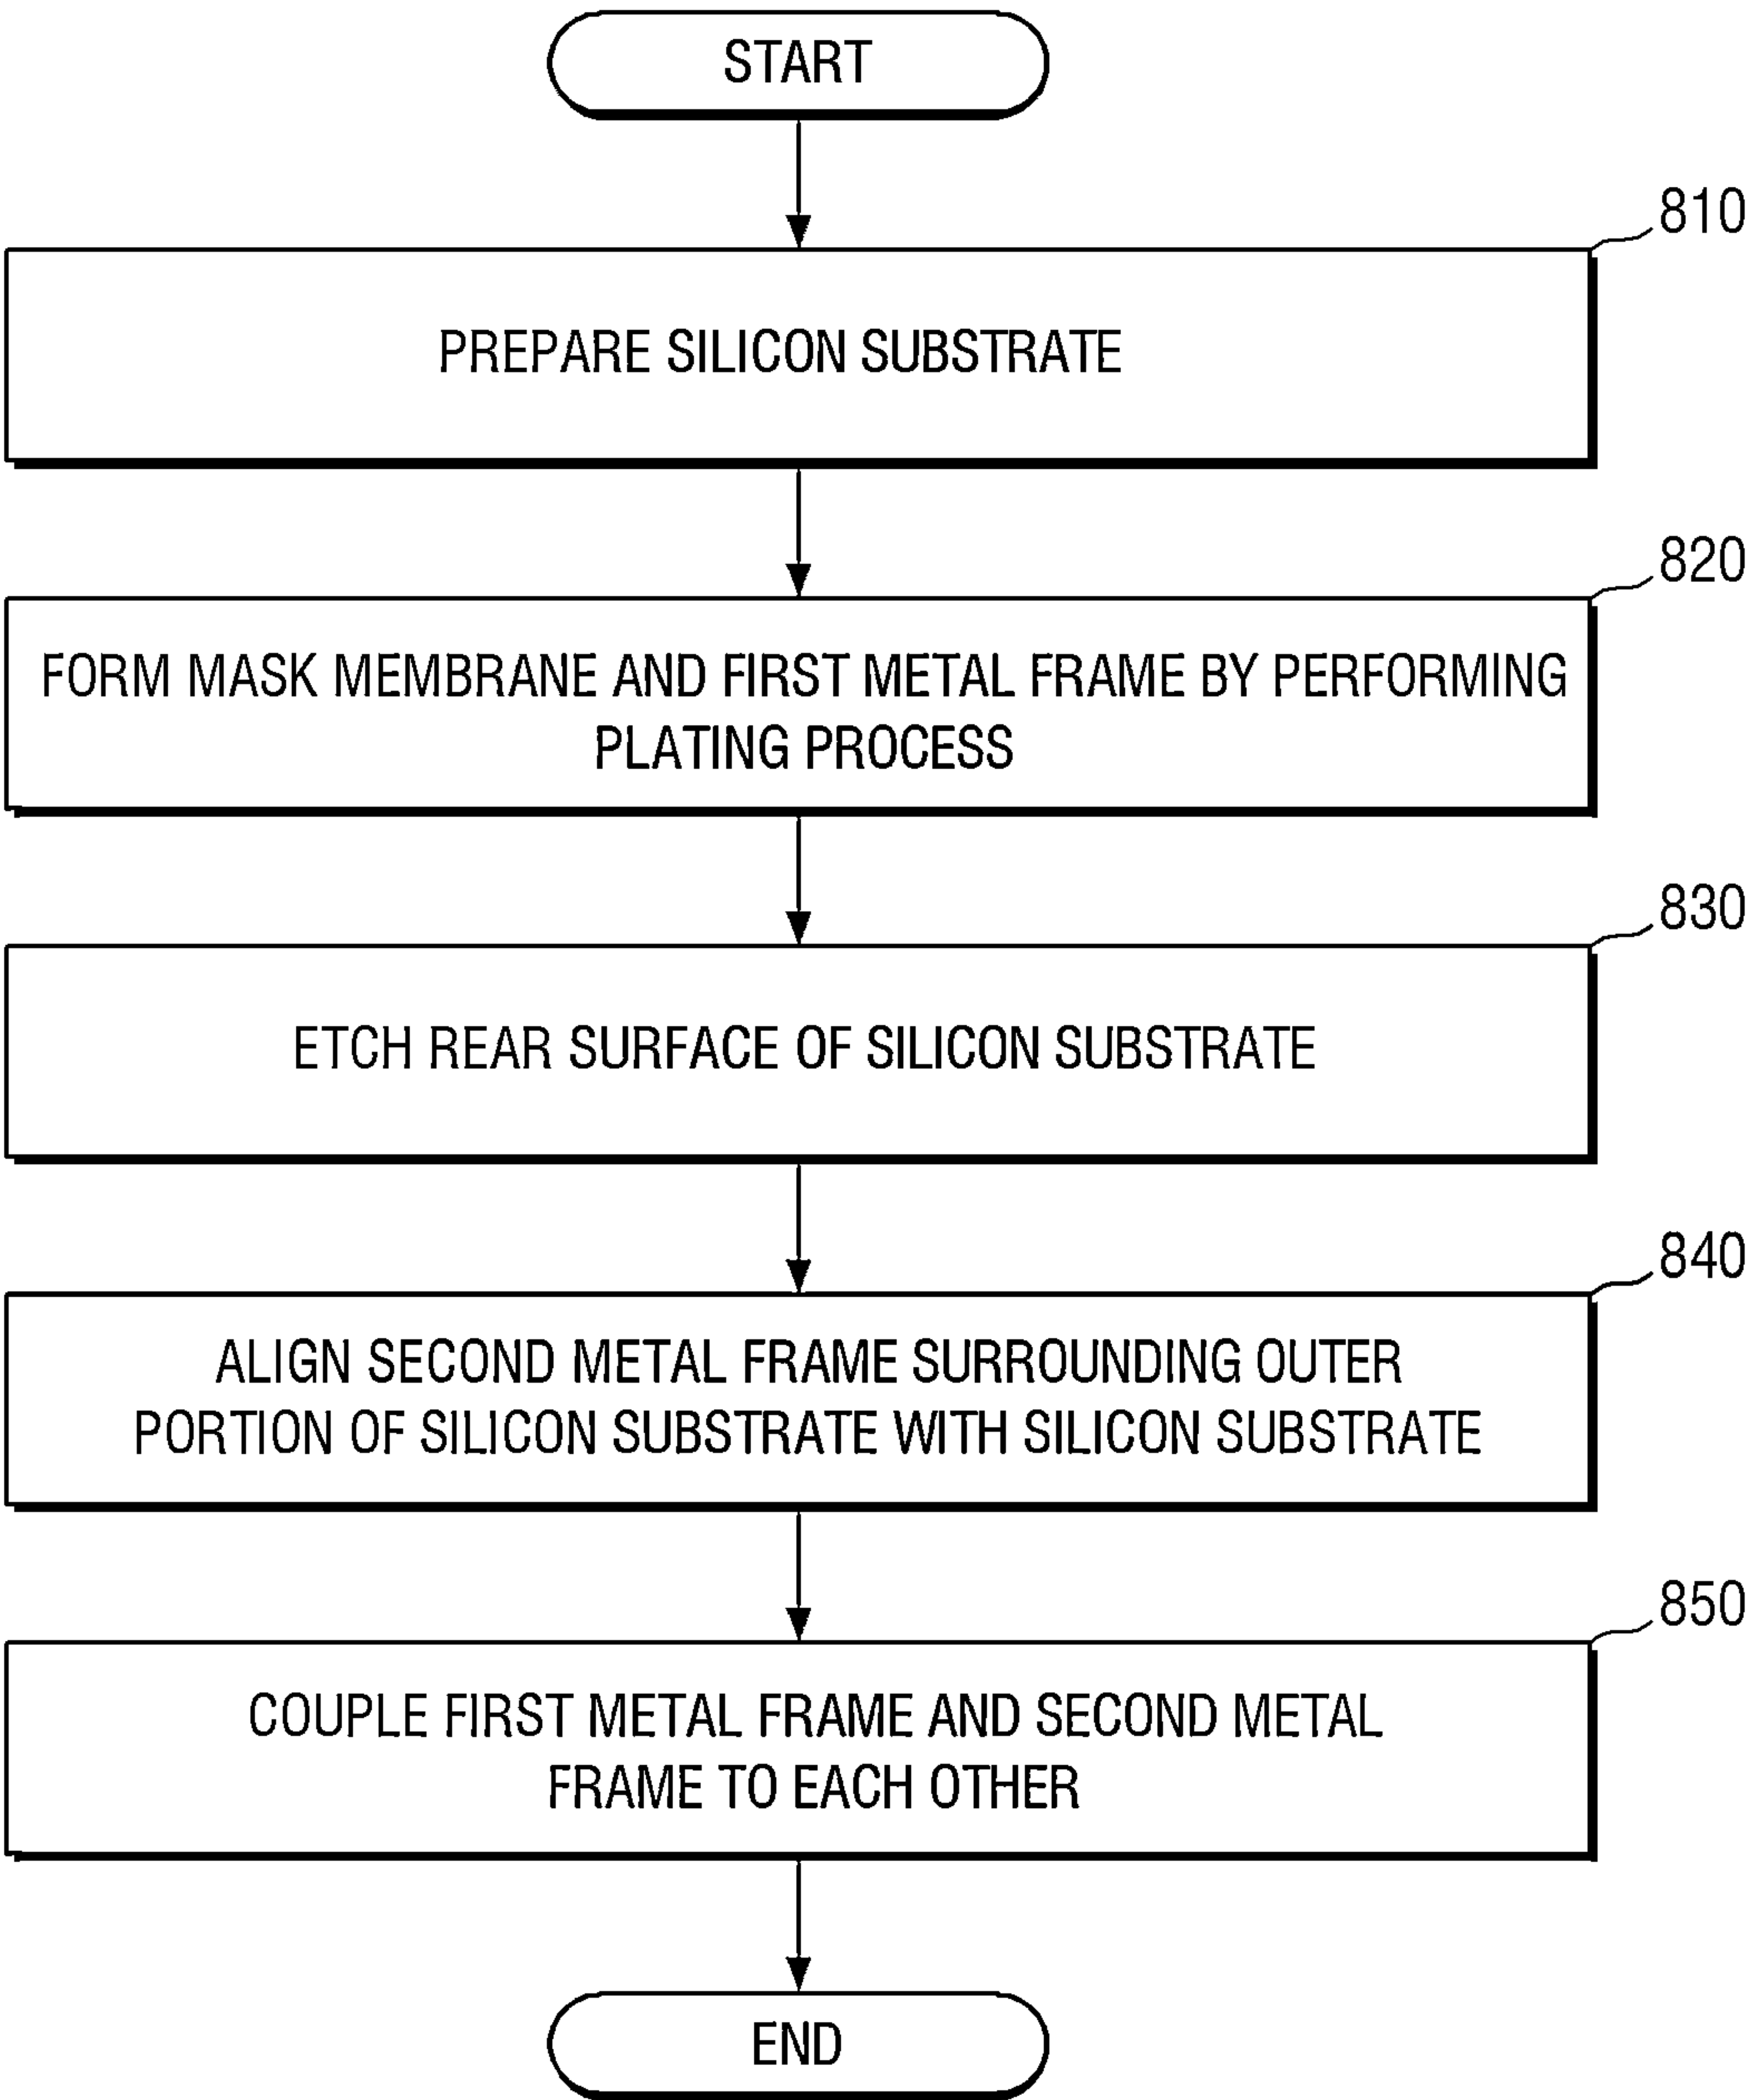 START
810
PREPARE SILICON SUBSTRATE
820
FORM MASK MEMBRANE AND FIRST METAL FRAME BY PERFORMING
PLATING PROCESS
830
ETCH REAR SURFACE OF SILICON SUBSTRATE
840
ALIGN SECOND METAL FRAME SURROUNDING OUTER
PORTION OF SILICON SUBSTRATE WITH SILICON SUBSTRATE
850
COUPLE FIRST METAL FRAME AND SECOND METAL
FRAME TO EACH OTHER
END